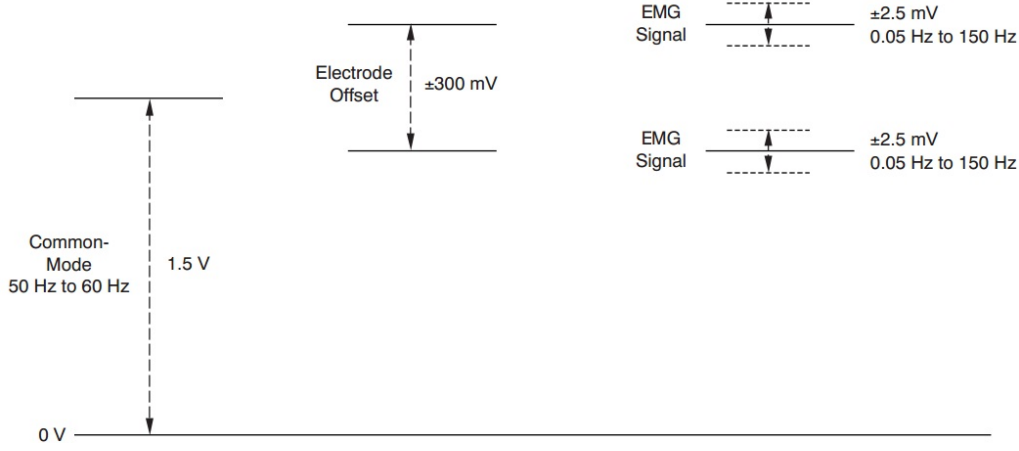 EMG
Signal
±2.5 mV
0.05 Hz to 150 Hz
Electrode
Offset
±300 mV
EMG
Signal
±2.5 mV
0.05 Hz to 150 Hz
Common-
Mode
50 Hz to 60 Hz
1.5 V
0 V